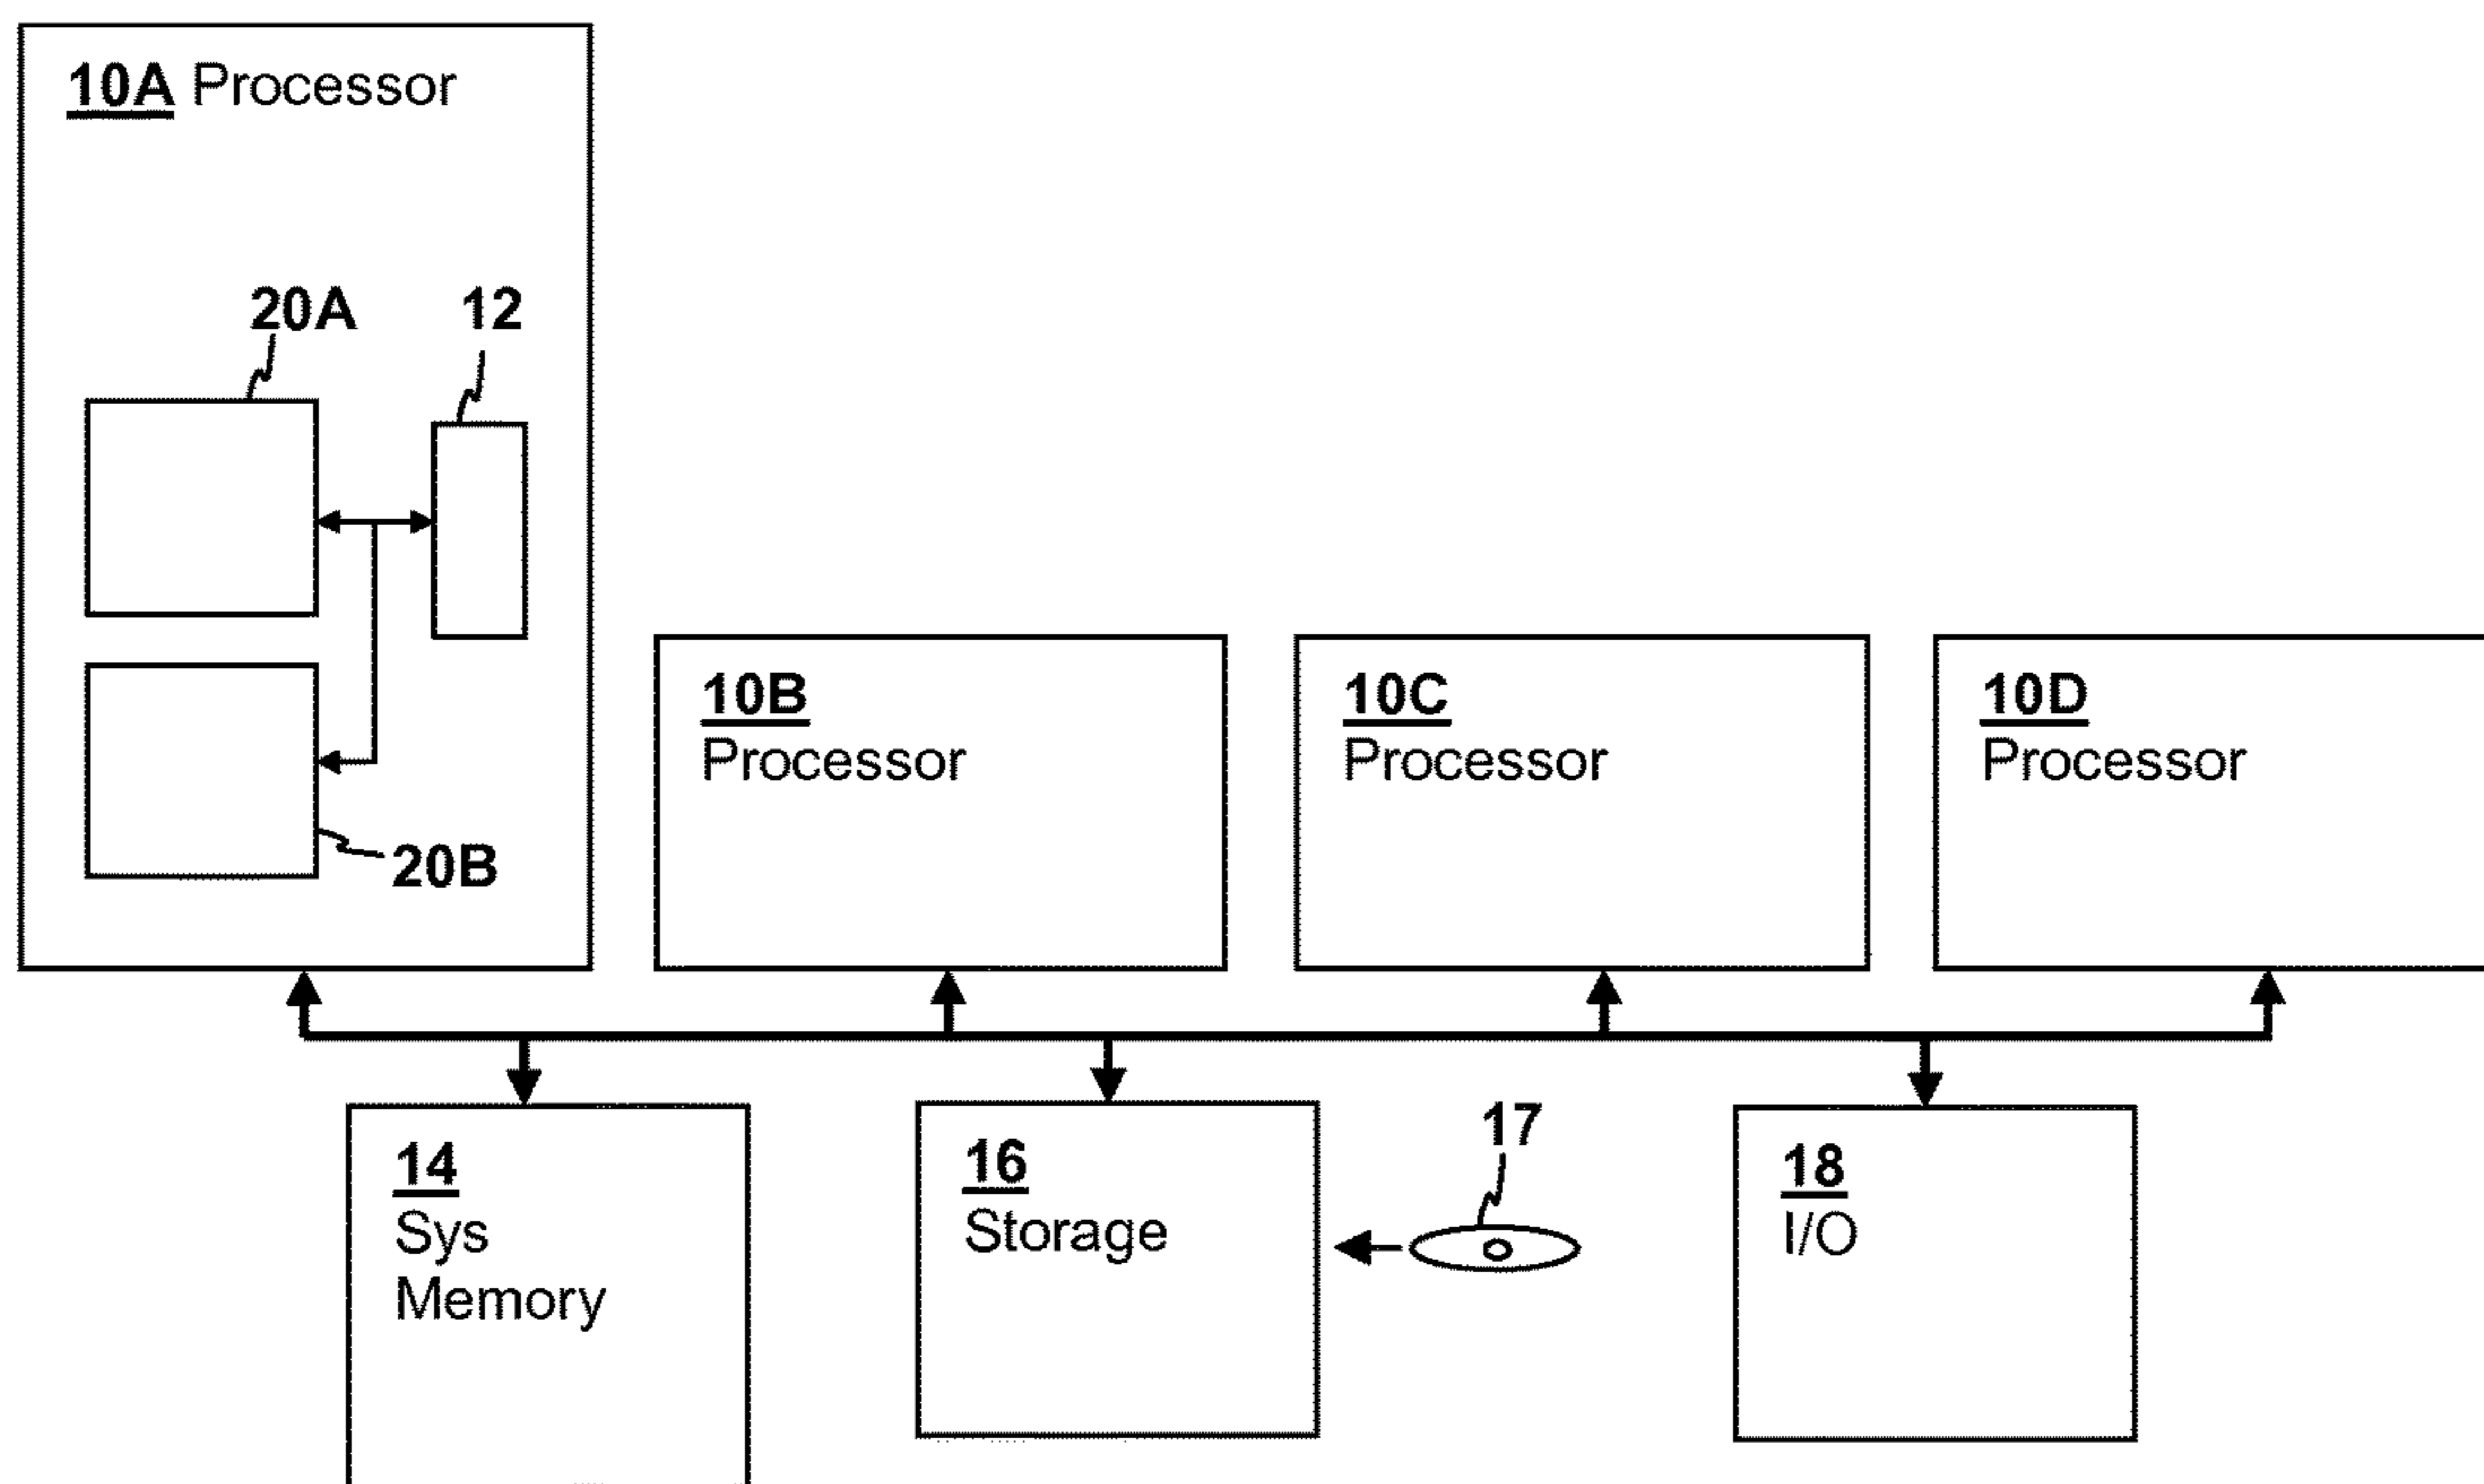 10A Processor
20A
12
20B
10B
Processor
10C
Processor
10D
Processor
14
Sys
Memory
16
Storage
17
18
I/O